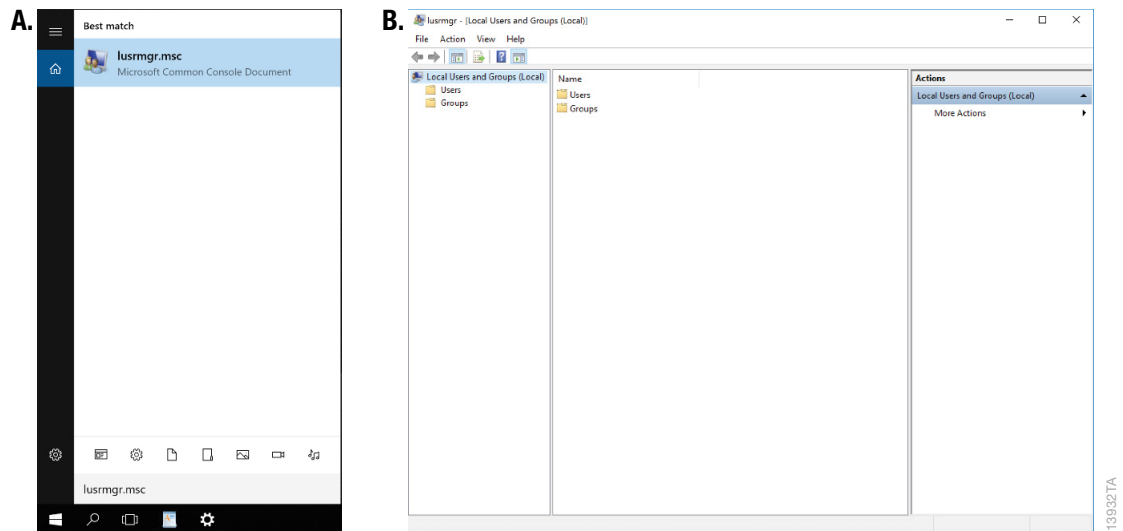 A.
Best match
lusrmgr.msc
Microsoft Common Console Document
lusrmgr.msc
B.
lusrmgr - [Local Users and Groups (Local)]
File Action View Help
Local Users and Groups (Local)
Users
Groups
Name
Users
Groups
Actions
Local Users and Groups (Local)
More Actions
13932TA